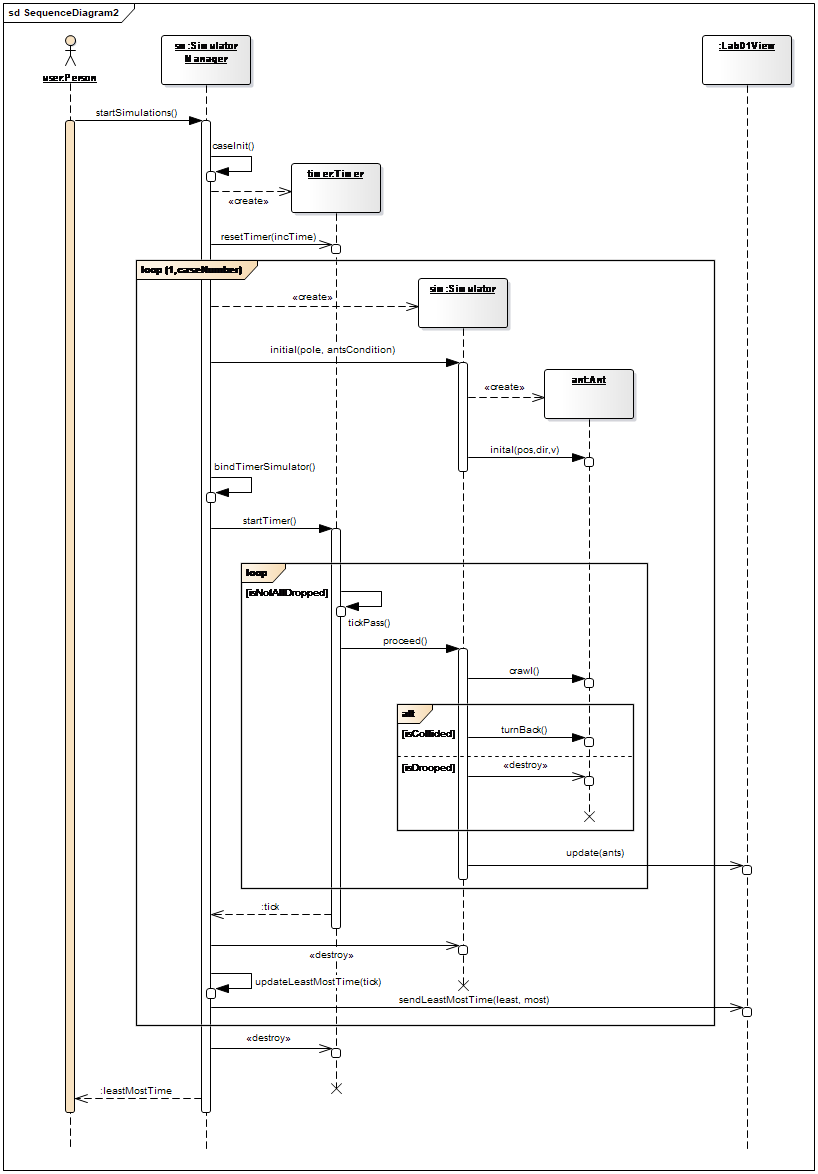 sd SequenceDiagram2
user:Person
sm:Simulator
Manager
:Lab01View
startSimulations()
caseInit()
timer:Timer
«create»
resetTimer(incTime)
loop (1,caseNumber)
sim:Simulator
«create»
initial(pole, antsCondition)
ant:Ant
«create»
inital(pos,dir,v)
bindTimerSimulator()
startTimer()
loop
[isNotAllDropped]
tickPass()
proceed()
crawl()
alt
[isCollided]
turnBack()
[isDrooped]
«destroy»
update(ants)
:tick
«destroy»
updateLeastMostTime(tick)
sendLeastMostTime(least, most)
«destroy»
:leastMostTime